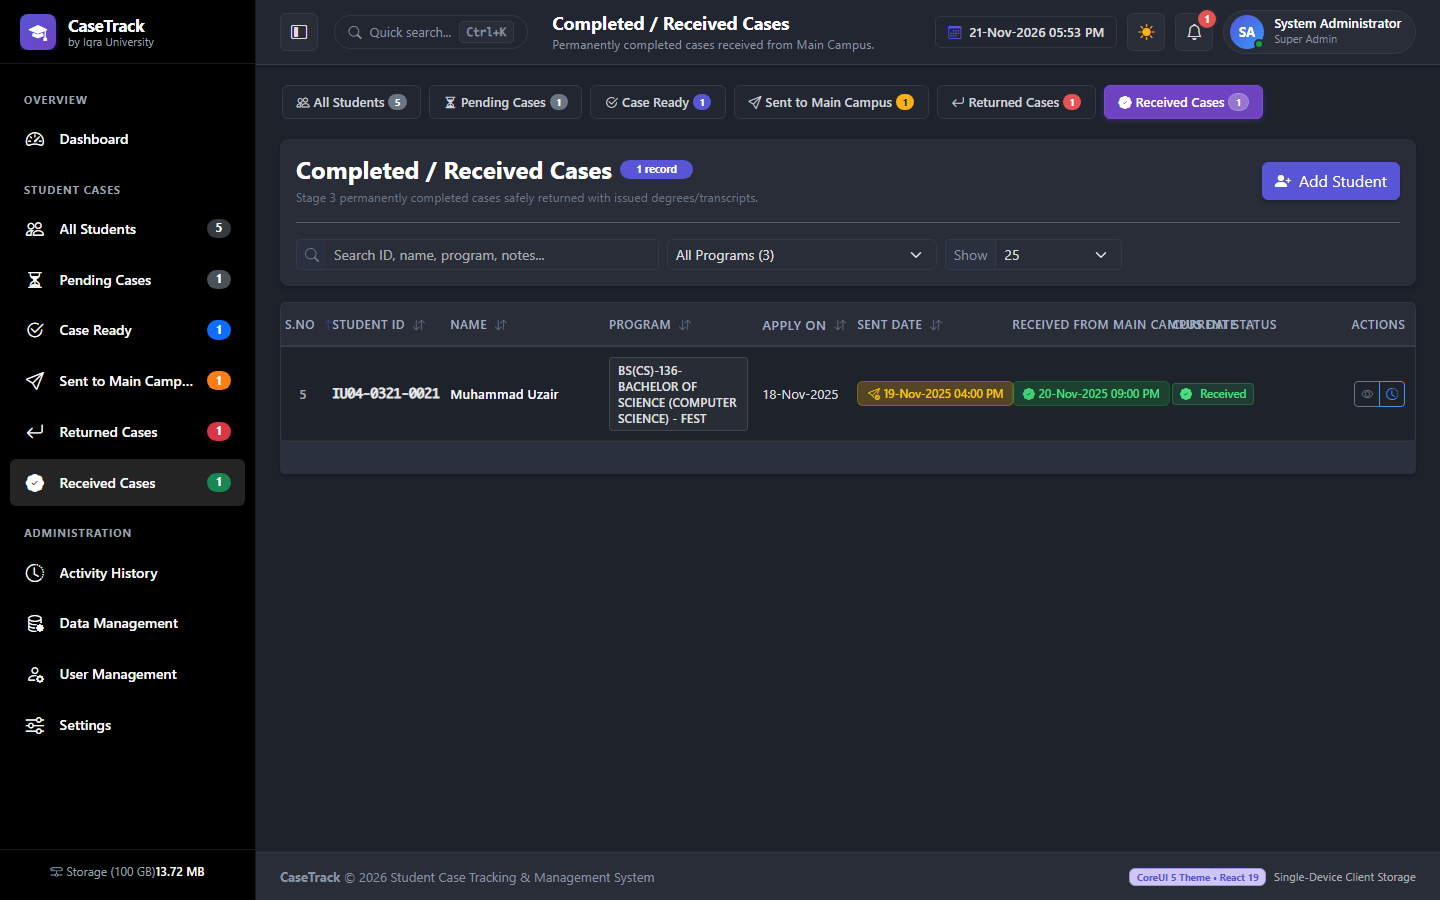 CaseTrack
by Iqra University
OVERVIEW
Dashboard
STUDENT CASES
All Students 5
Pending Cases 1
Case Ready 1
Sent to Main Camp... 1
Returned Cases 1
Received Cases 1
ADMINISTRATION
Activity History
Data Management
User Management
Settings
Storage (100 GB)13.72 MB
Quick search... Ctrl+K
Completed / Received Cases
Permanently completed cases received from Main Campus.
21-Nov-2026 05:53 PM
1
SA
System Administrator
Super Admin
All Students 5 Pending Cases 1 Case Ready 1 Sent to Main Campus 1 Returned Cases 1 Received Cases 1
Completed / Received Cases 1 record
Stage 3 permanently completed cases safely returned with issued degrees/transcripts.
Add Student
Search ID, name, program, notes... All Programs (3) Show 25
S.NO STUDENT ID NAME PROGRAM APPLY ON SENT DATE RECEIVED FROM MAIN CAMPUS DATE CURRENT STATUS ACTIONS
5 IU04-0321-0021 Muhammad Uzair
BS(CS)-136-
BACHELOR OF
SCIENCE (COMPUTER
SCIENCE) - FEST
18-Nov-2025 19-Nov-2025 04:00 PM 20-Nov-2025 09:00 PM Received
CaseTrack © 2026 Student Case Tracking & Management System
CoreUI 5 Theme • React 19 Single-Device Client Storage